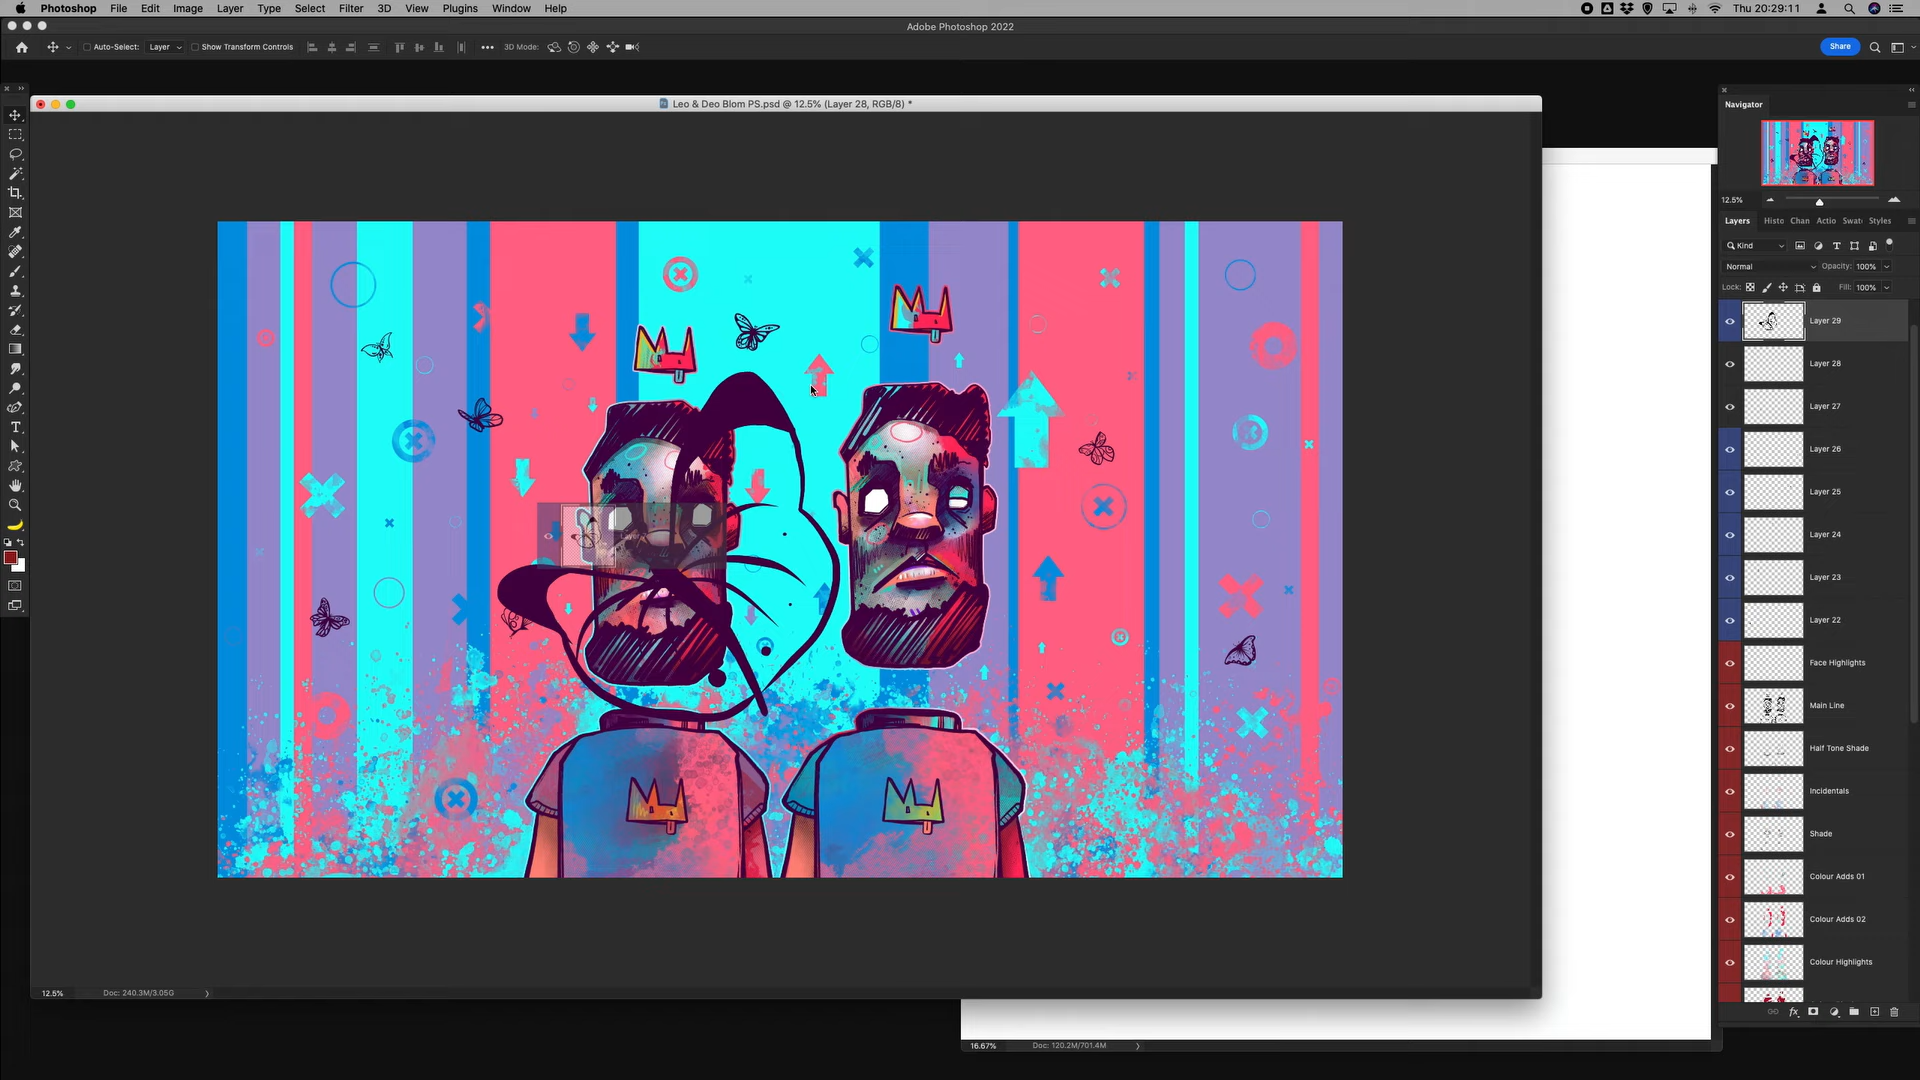 Photoshop File Edit Image Layer Type Select Filter 3D View Plugins Window Help Thu 20:29:11
Adobe Photoshop 2022
Auto-Select: Layer Show Transform Controls 3D Mode: Share
Leo & Deo Blom PS.psd @ 12.5% (Layer 28, RGB/8) *
Navigator
12.5%
Layers Histo Chan Actio Swat Styles
Kind
Normal Opacity: 100%
Lock: Fill: 100%
Layer 29
Layer 28
Layer 27
Layer 26
Layer 25
Layer 24
Layer 23
Layer 22
Face Highlights
Main Line
Half Tone Shade
Incidentals
Shade
Colour Adds 01
Colour Adds 02
Colour Highlights
12.5% Doc: 240.3M/3.05G
16.67% Doc: 120.2M/701.4M